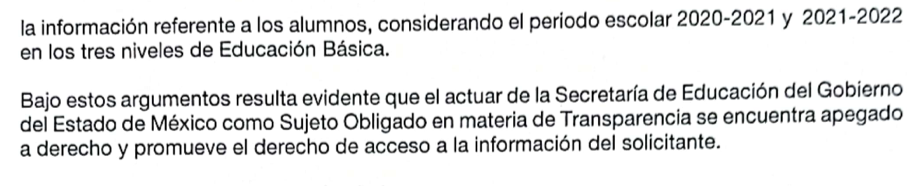 la información referente a los alumnos, considerando el periodo escolar 2020-2021 y 2021-2022
en los tres niveles de Educación Básica.
Bajo estos argumentos resulta evidente que el actuar de la Secretaría de Educación del Gobierno
del Estado de México como Sujeto Obligado en materia de Transparencia se encuentra apegado
a derecho y promueve el derecho de acceso a la información del solicitante.